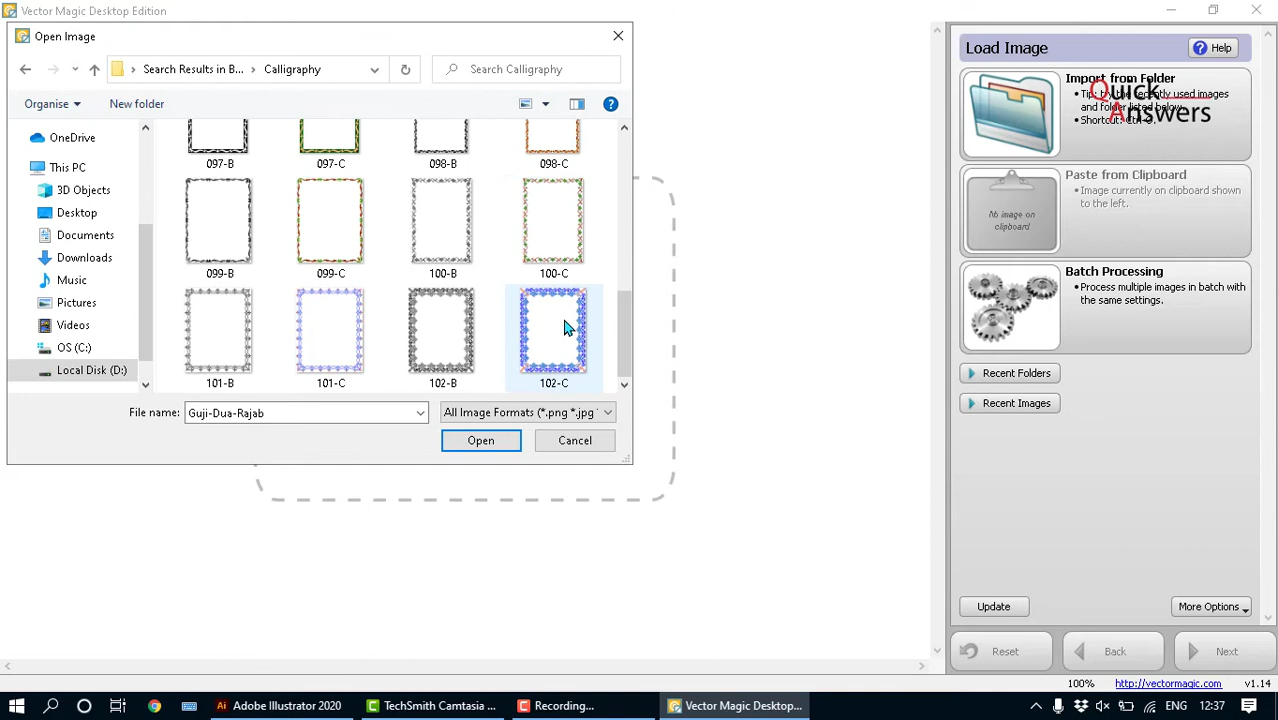 Vector Magic Desktop Edition
Open Image
Search Results in B...
Calligraphy
Search Calligraphy
Organise
New folder
OneDrive
This PC
3D Objects
Desktop
Documents
Downloads
Music
Pictures
Videos
OS (C:)
Local Disk (D:)
097-B
097-C
098-B
098-C
099-B
099-C
100-B
100-C
101-B
101-C
102-B
102-C
File name:
Guji-Dua-Rajab
All Image Formats (*.png *.jpg
Open
Cancel
Load Image
Help
Import from Folder
Quick
Answers
Paste from Clipboard
Image currently on clipboard shown
to the left.
No image on
clipboard
Batch Processing
Process multiple images in batch with
the same settings.
Recent Folders
Recent Images
Update
More Options
Reset
Back
Next
100%
http://vectormagic.com
v1.14
Adobe Illustrator 2020
TechSmith Camtasia ...
Recording...
Vector Magic Desktop...
ENG
12:37